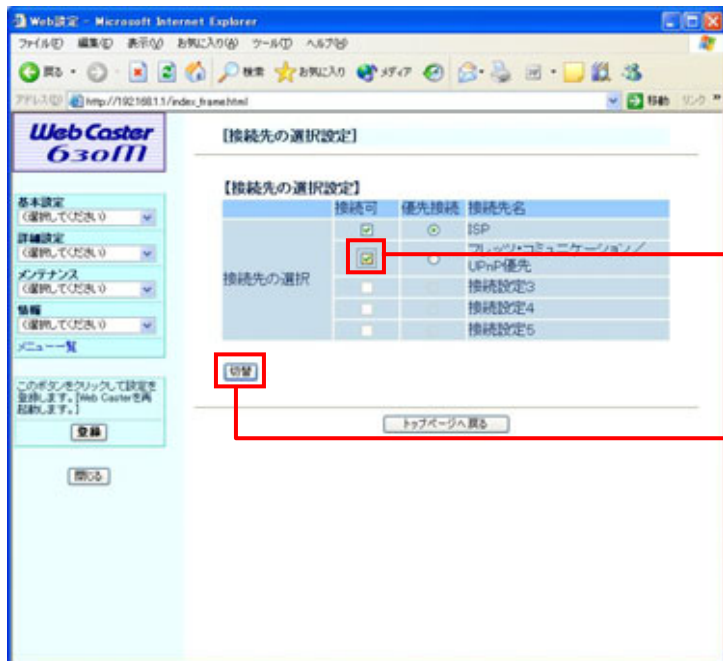 Web設定 - Microsoft Internet Explorer
ファイル(F) 編集(E) 表示(V) お気に入り(A) ツール(T) ヘルプ(H)
戻る 検索 お気に入り メディア
アドレス(D) http://192.168.1.1/index_frame.html 移動 リンク
Web Caster
630M
[接続先の選択設定]
【接続先の選択設定】
接続可 優先接続 接続先名
ISP
フレッツ・コミュニケーション/
UPnP優先
接続先の選択
接続設定3
接続設定4
接続設定5
切替
トップページへ戻る
基本設定
(選択してください)
詳細設定
(選択してください)
メンテナンス
(選択してください)
情報
(選択してください)
メニュー一覧
このボタンをクリックして設定を
登録します。[Web Casterを再
起動します。]
登録
閉じる